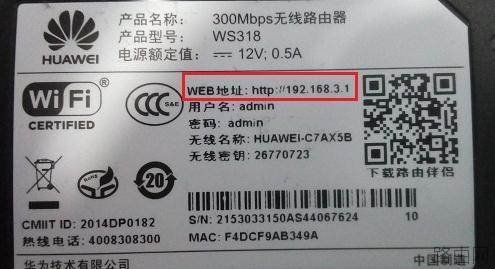 HUAWEI
产品名称： 300Mbps无线路由器
产品型号： WS318
电源额定值： ⎓ 12V; 0.5A
WiFi
CERTIFIED
CCC
S&E
WEB地址: http://192.168.3.1
用户名: admin
密码: admin
无线名称: HUAWEI-C7AX5B
无线密钥: 26770723
下载路由伴侣
20
CMIIT ID: 2014DP0182
热线电话: 4008308300
华为技术有限公司
S/N: 2153033150AS44067624
10
MAC: F4DCF9AB349A
中国制造
路由网